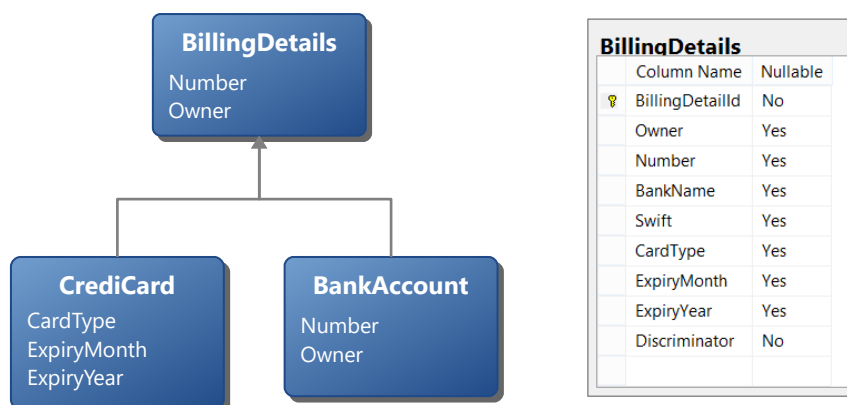 BillingDetails
Number
Owner
CrediCard
CardType
ExpiryMonth
ExpiryYear
BankAccount
Number
Owner
BillingDetails
Column Name Nullable
BillingDetailId No
Owner Yes
Number Yes
BankName Yes
Swift Yes
CardType Yes
ExpiryMonth Yes
ExpiryYear Yes
Discriminator No